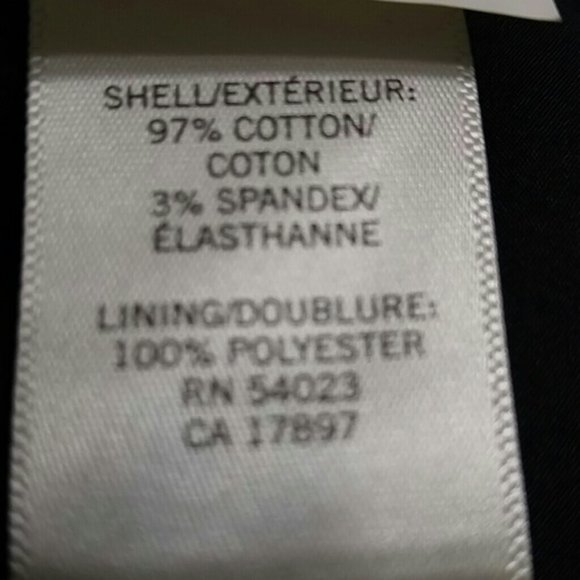 SHELL/EXTÉRIEUR:
97% COTTON/
COTON
3% SPANDEX/
ÉLASTHANNE
LINING/DOUBLURE:
100% POLYESTER
RN 54023
CA 17897